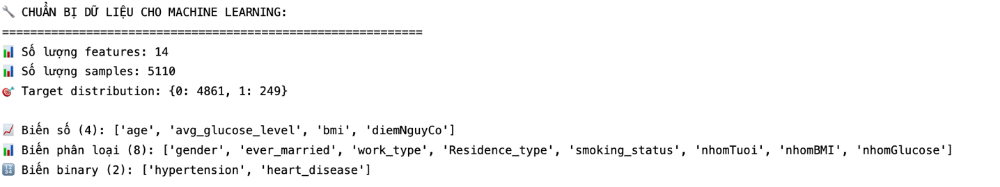 🔧 CHUẨN BỊ DỮ LIỆU CHO MACHINE LEARNING:
============================================================
📊 Số lượng features: 14
📊 Số lượng samples: 5110
🎯 Target distribution: {0: 4861, 1: 249}
📈 Biến số (4): ['age', 'avg_glucose_level', 'bmi', 'diemNguyCo']
📊 Biến phân loại (8): ['gender', 'ever_married', 'work_type', 'Residence_type', 'smoking_status', 'nhomTuoi', 'nhomBMI', 'nhomGlucose']
🔢 Biến binary (2): ['hypertension', 'heart_disease']